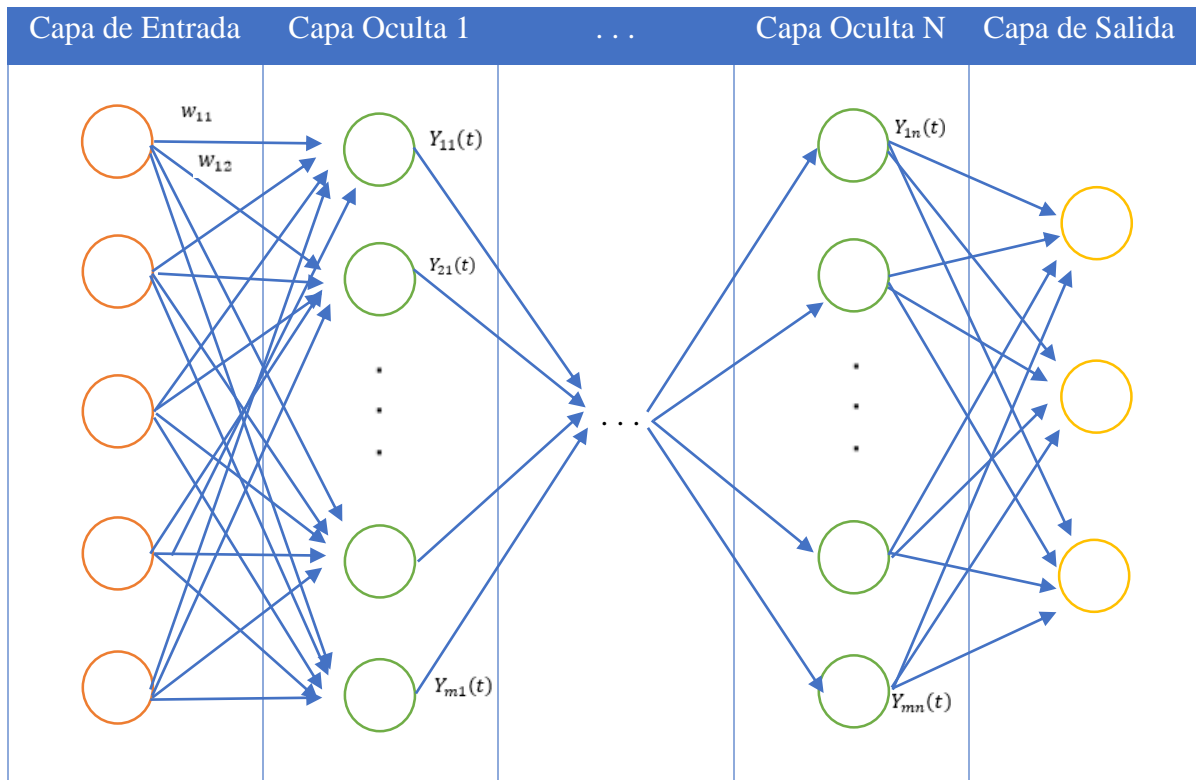 Capa de Entrada
Capa Oculta 1
. . .
Capa Oculta N
Capa de Salida
w₁₁
w₁₂
Y₁₁(t)
Y₂₁(t)
. . .
Yₘ₁(t)
Y₁ₙ(t)
Yₘₙ(t)